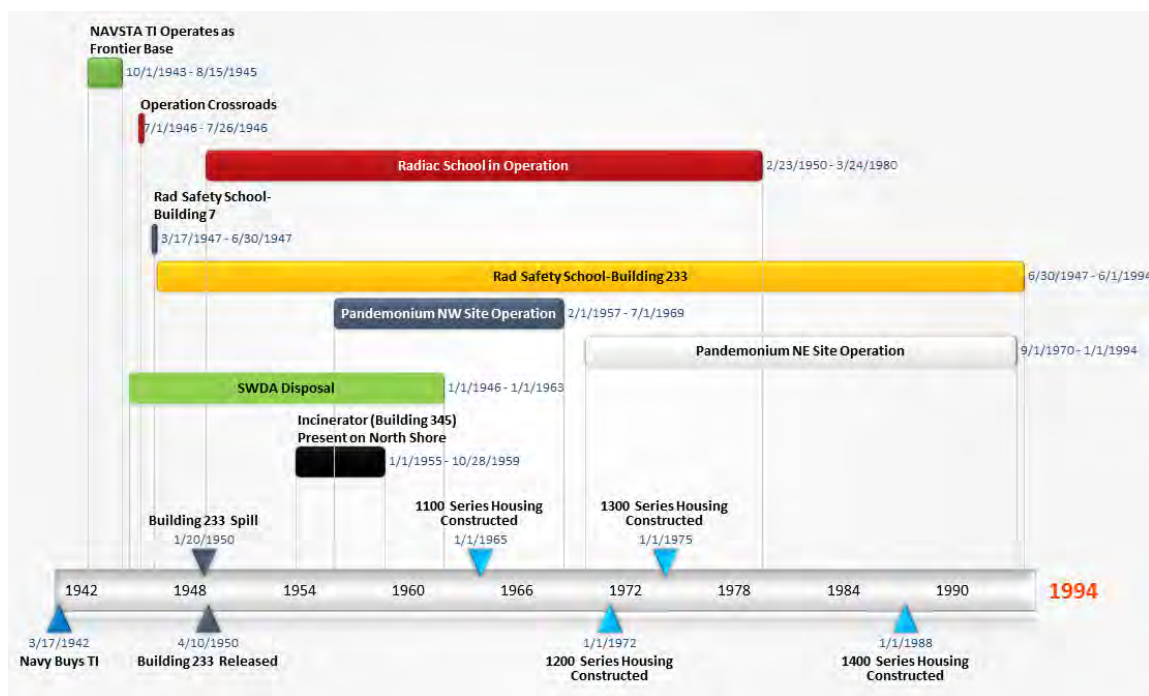 NAVSTA TI Operates as
Frontier Base
10/1/1943 - 8/15/1945
Operation Crossroads
7/1/1946 - 7/26/1946
Radiac School in Operation
2/23/1950 - 3/24/1980
Rad Safety School-
Building 7
3/17/1947 - 6/30/1947
Rad Safety School-Building 233
6/30/1947 - 6/1/1994
Pandemonium NW Site Operation
2/1/1957 - 7/1/1969
Pandemonium NE Site Operation
9/1/1970 - 1/1/1994
SWDA Disposal
1/1/1946 - 1/1/1963
Incinerator (Building 345)
Present on North Shore
1/1/1955 - 10/28/1959
Building 233 Spill
1/20/1950
1100 Series Housing
Constructed
1/1/1965
1300 Series Housing
Constructed
1/1/1975
1942 1948 1954 1960 1966 1972 1978 1984 1990 1994
3/17/1942
Navy Buys TI
4/10/1950
Building 233 Released
1/1/1972
1200 Series Housing
Constructed
1/1/1988
1400 Series Housing
Constructed